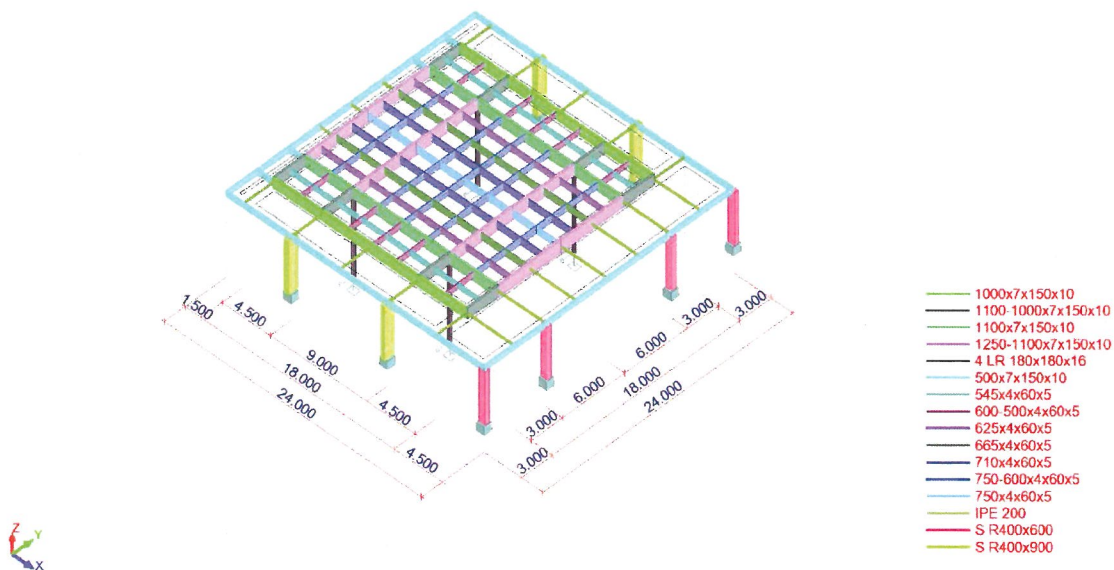 1.500
4.500
9.000
18.000
24.000
4.500
4.500
3.000
6.000
6.000
3.000
3.000
18.000
24.000
3.000
1000x7x150x10
1100-1000x7x150x10
1100x7x150x10
1250-1100x7x150x10
4 LR 180x180x16
500x7x150x10
545x4x60x5
600-500x4x60x5
625x4x60x5
665x4x60x5
710x4x60x5
750-600x4x60x5
750x4x60x5
IPE 200
S R400x600
S R400x900
Z
Y
X